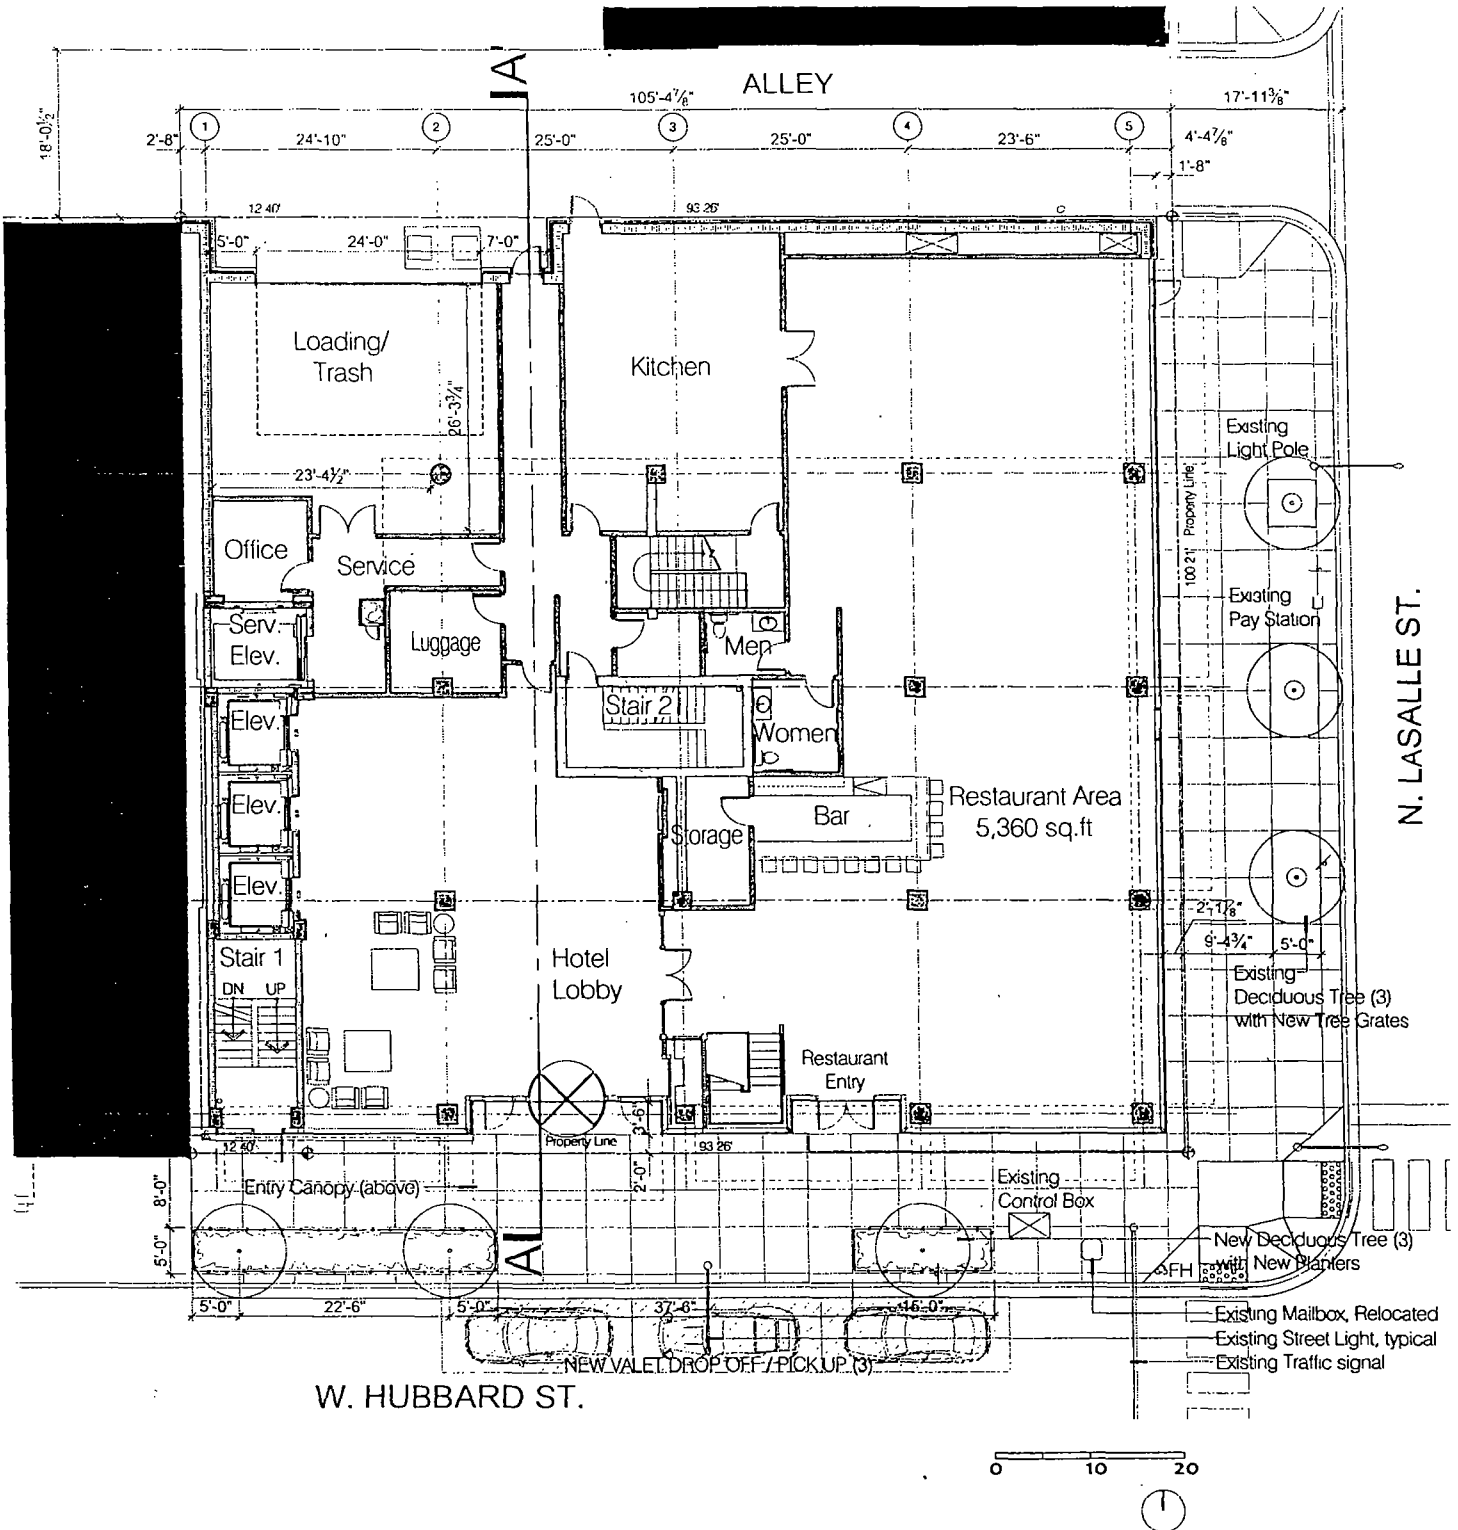 A
ALLEY
105'-4⅞"
17'-11⅜"
18'-0½"
1
2
3
4
5
2'-8"
24'-10"
25'-0"
25'-0"
23'-6"
4'-4⅞"
1'-8"
12 40'
93 26'
5'-0"
24'-0"
7'-0"
Loading/
Trash
Kitchen
26'-3¾"
Existing
Light Pole
23'-4½"
100 21' Property Line
Office
Service
Existing
Pay Station
N. LASALLE ST.
Serv.
Elev.
Luggage
Men
Elev.
Stair 2
Women
Elev.
Storage
Bar
Restaurant Area
5,360 sq.ft
Elev.
9'-4¾"
5'-0"
Stair 1
DN
UP
Hotel
Lobby
Existing
Deciduous Tree (3)
with New Tree Grates
Restaurant
Entry
3'-6"
12 40'
Property Line
93 26'
2'-0"
8'-0"
Entry Canopy (above)
Existing
Control Box
5'-0"
A
New Deciduous Tree (3)
with New Planters
FH
5'-0"
22'-6"
5'-0"
37'-6"
15'-0"
Existing Mailbox, Relocated
Existing Street Light, typical
Existing Traffic signal
NEW VALET DROP OFF / PICK UP (3)
W. HUBBARD ST.
0
10
20